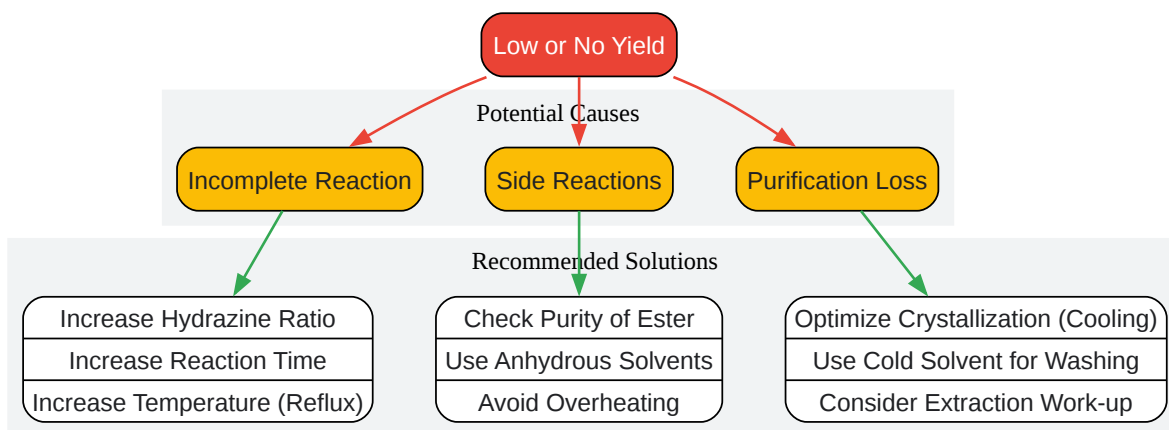 Low or No Yield
Potential Causes
Incomplete Reaction
Side Reactions
Purification Loss
Recommended Solutions
Increase Hydrazine Ratio
Increase Reaction Time
Increase Temperature (Reflux)
Check Purity of Ester
Use Anhydrous Solvents
Avoid Overheating
Optimize Crystallization (Cooling)
Use Cold Solvent for Washing
Consider Extraction Work-up